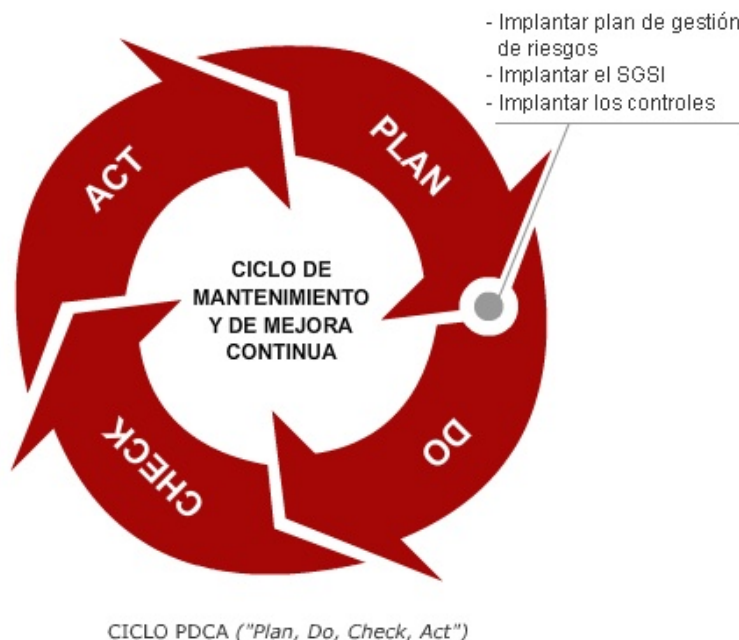 - Implantar plan de gestión
de riesgos
- Implantar el SGSI
- Implantar los controles
PLAN
ACT
CICLO DE
MANTENIMIENTO
Y DE MEJORA
CONTINUA
DO
CHECK
CICLO PDCA ("Plan, Do, Check, Act")